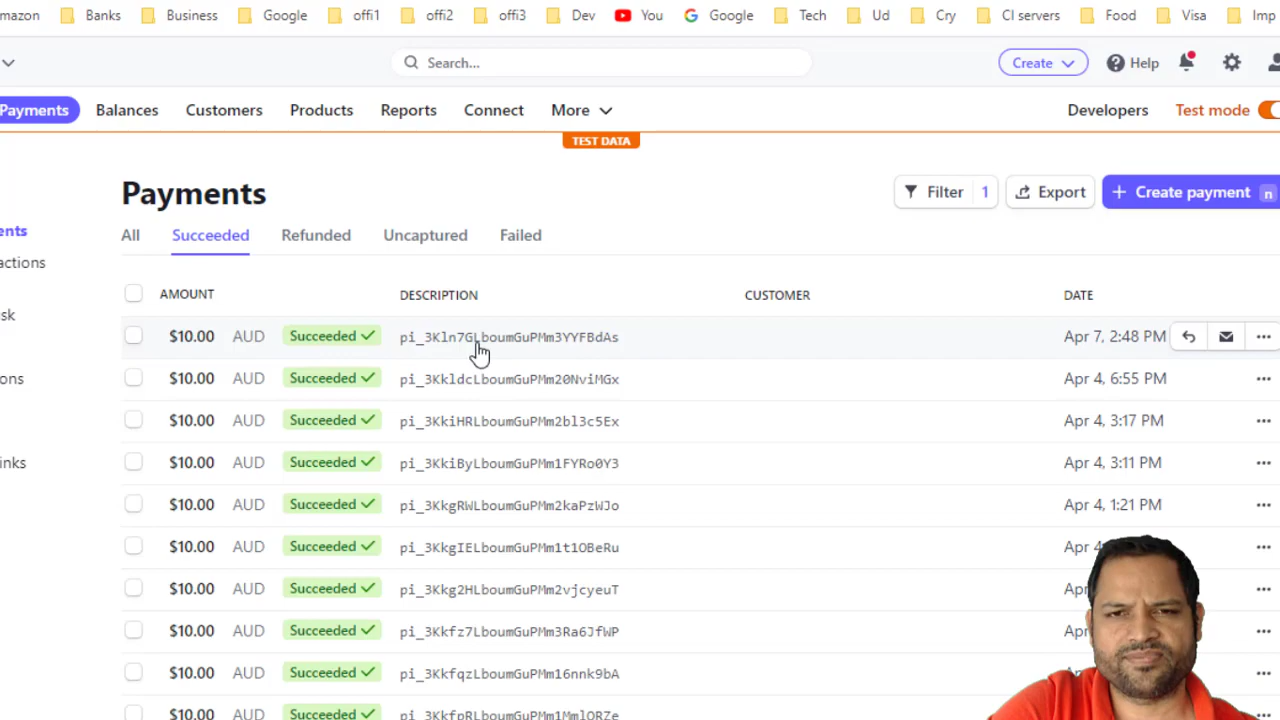 mazon Banks Business Google offi1 offi2 offi3 Dev You Google Tech Ud Cry CI servers Food Visa Imp
Search... Create Help
Payments Balances Customers Products Reports Connect More Developers Test mode
TEST DATA
Payments Filter 1 Export + Create payment n
ents
All Succeeded Refunded Uncaptured Failed
actions
AMOUNT DESCRIPTION CUSTOMER DATE
sk
$10.00 AUD Succeeded pi_3Kln7GLboumGuPMm3YYFBdAs Apr 7, 2:48 PM
ons
$10.00 AUD Succeeded pi_3KkldcLboumGuPMm20NviMGx Apr 4, 6:55 PM
$10.00 AUD Succeeded pi_3KkiHRLboumGuPMm2bl3c5Ex Apr 4, 3:17 PM
inks
$10.00 AUD Succeeded pi_3KkiByLboumGuPMm1FYRo0Y3 Apr 4, 3:11 PM
$10.00 AUD Succeeded pi_3KkgRWLboumGuPMm2kaPzWJo Apr 4, 1:21 PM
$10.00 AUD Succeeded pi_3KkgIELboumGuPMm1t1OBeRu Apr 4
$10.00 AUD Succeeded pi_3Kkg2HLboumGuPMm2vjcyeuT Apr
$10.00 AUD Succeeded pi_3Kkfz7LboumGuPMm3Ra6JfWP Apr
$10.00 AUD Succeeded pi_3KkfqzLboumGuPMm16nnk9bA
$10.00 AUD Succeeded pi_3KkfpRLboumGuPMm1MmlORZe